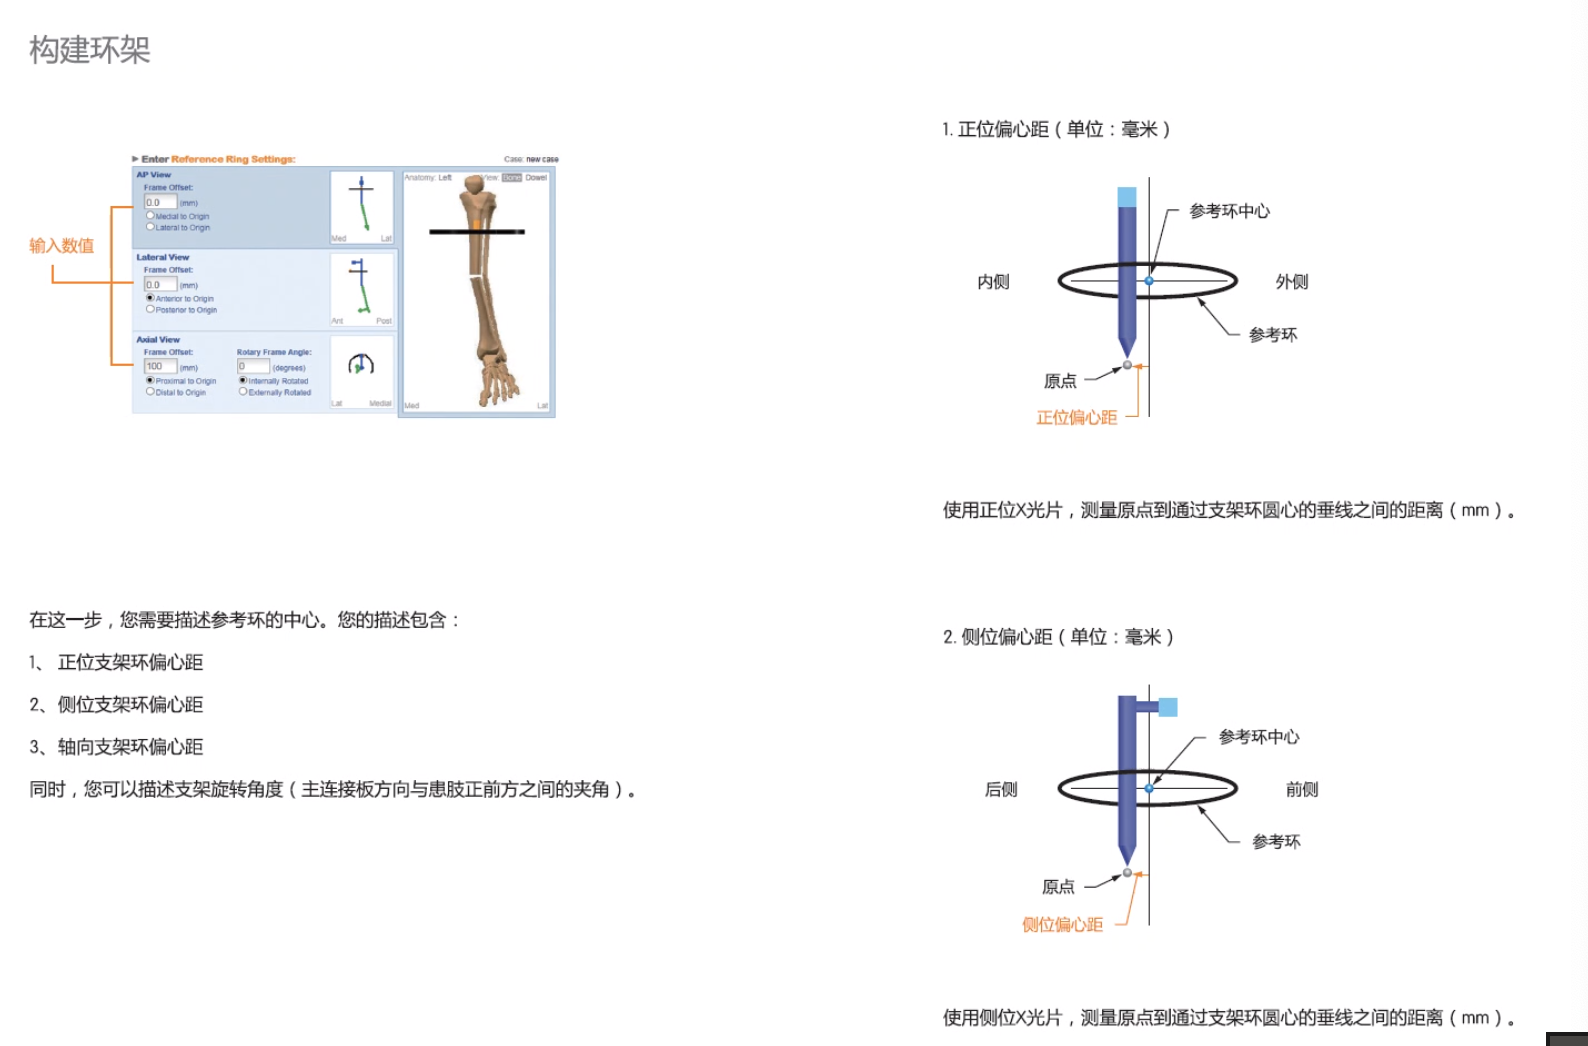 构建环架
▶ Enter Reference Ring Settings:
Case: new case
AP View
Frame Offset:
0.0 (mm)
Medial to Origin
Lateral to Origin
Med Lat
Lateral View
Frame Offset:
0.0 (mm)
Anterior to Origin
Posterior to Origin
Ant Post
Axial View
Frame Offset:
100 (mm)
Proximal to Origin
Distal to Origin
Rotary Frame Angle:
0 (degrees)
Internally Rotated
Externally Rotated
Lat Medial
Anatomy: Left View: Bone Dowel
Med Lat
输入数值
在这一步，您需要描述参考环的中心。您的描述包含：
1、 正位支架环偏心距
2、侧位支架环偏心距
3、轴向支架环偏心距
同时，您可以描述支架旋转角度（主连接板方向与患肢正前方之间的夹角）。
1. 正位偏心距（单位：毫米）
参考环中心
内侧
外侧
参考环
原点
正位偏心距
使用正位X光片，测量原点到通过支架环圆心的垂线之间的距离（mm）。
2. 侧位偏心距（单位：毫米）
参考环中心
后侧
前侧
参考环
原点
侧位偏心距
使用侧位X光片，测量原点到通过支架环圆心的垂线之间的距离（mm）。